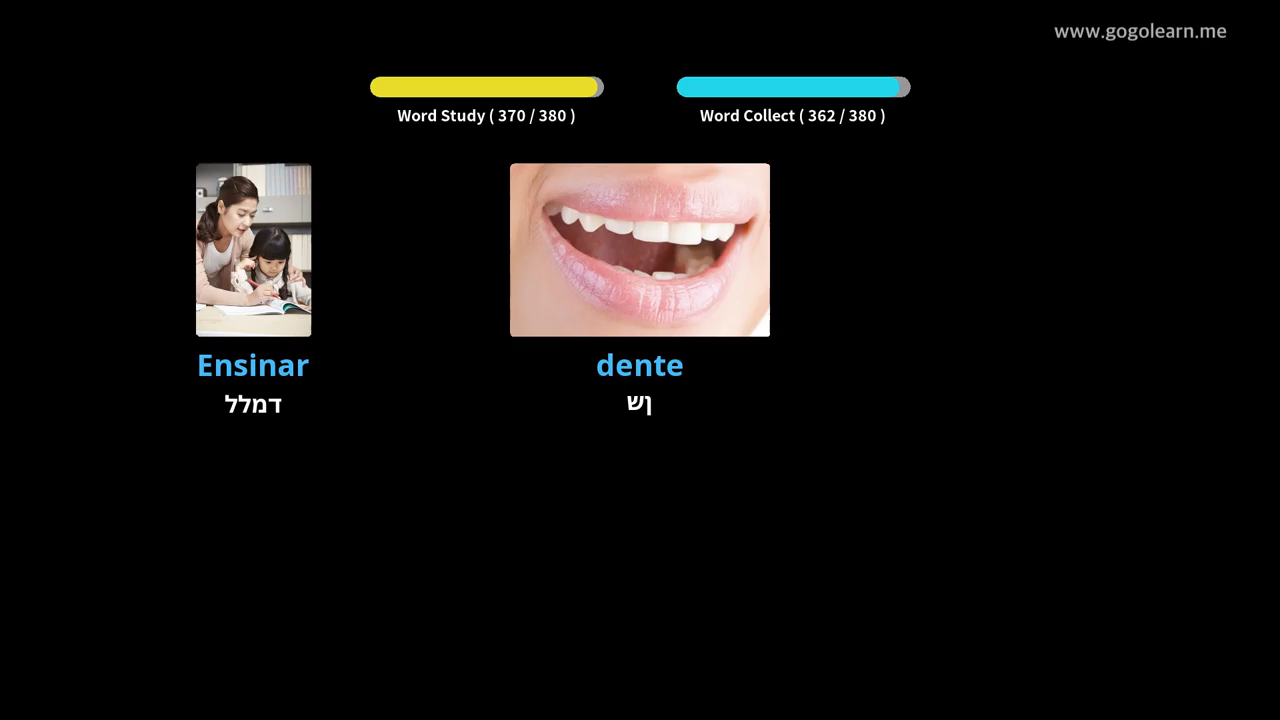 www.gogolearn.me
Word Study ( 370 / 380 )
Word Collect ( 362 / 380 )
Ensinar
דמלל
dente
ןש